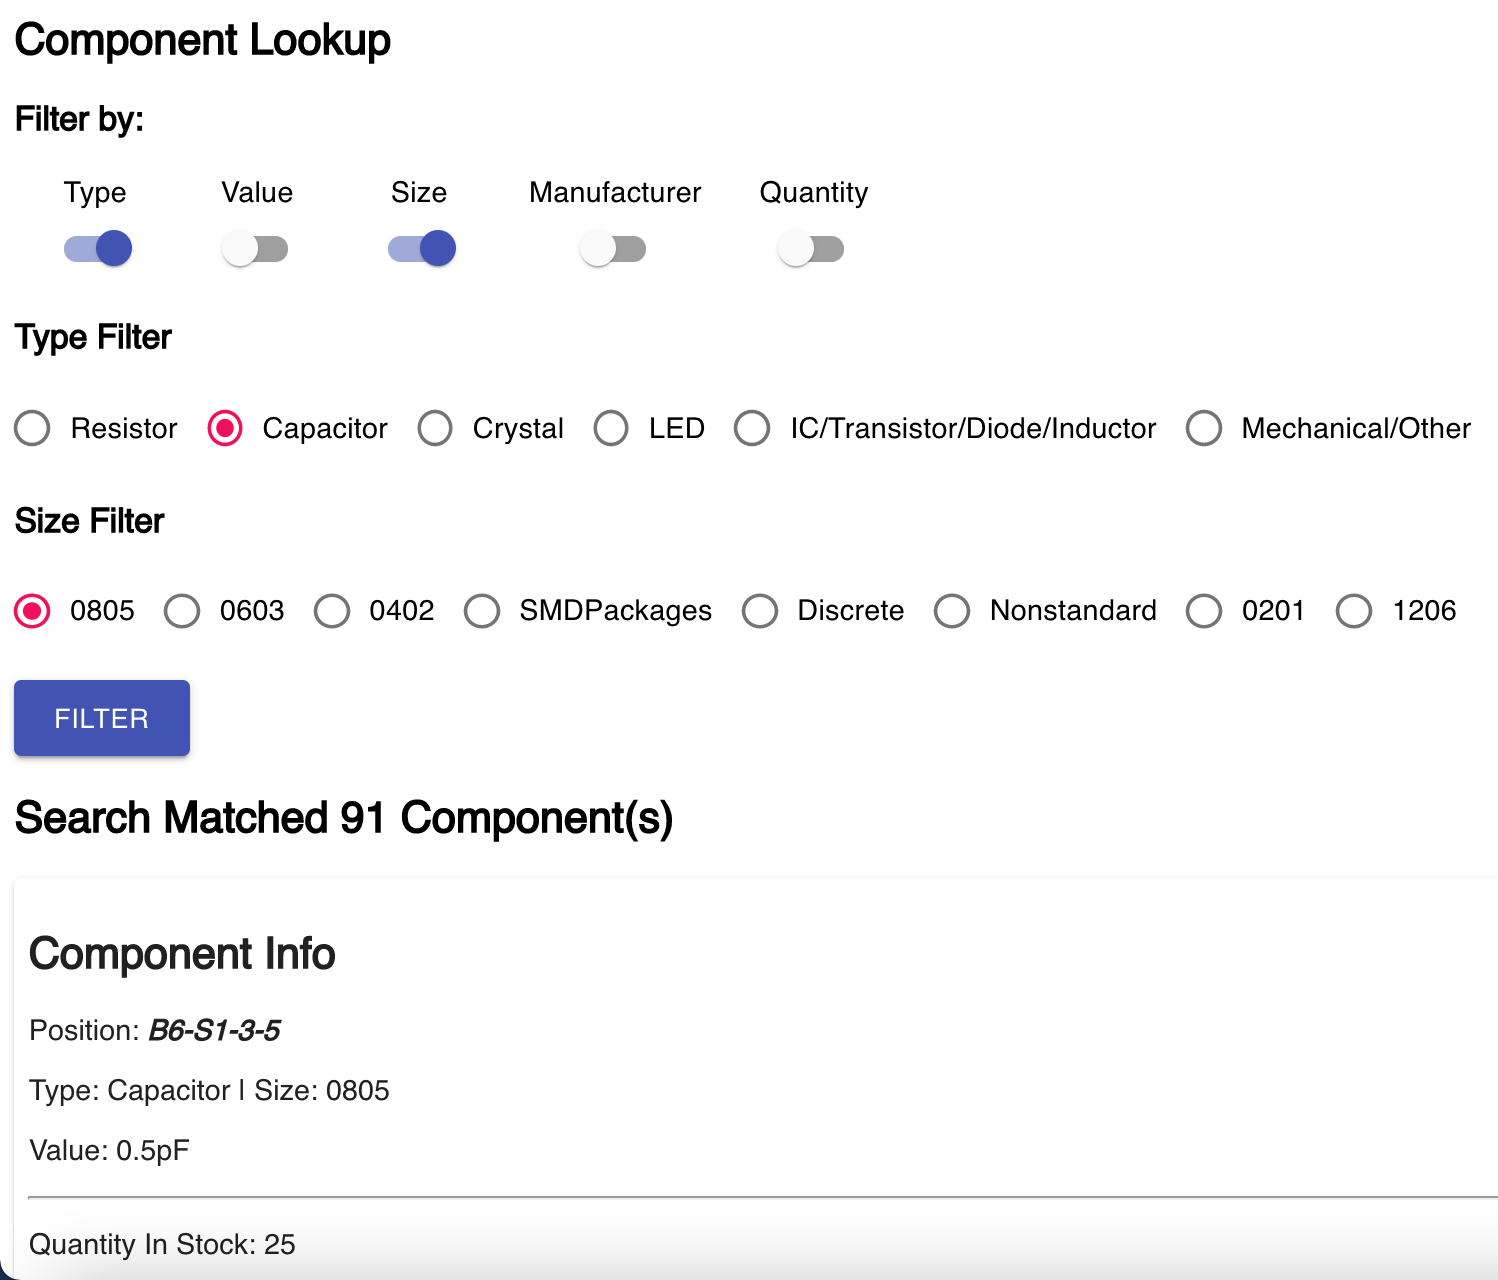 Component Lookup
Filter by:
Type Value Size Manufacturer Quantity
Type Filter
Resistor Capacitor Crystal LED IC/Transistor/Diode/Inductor Mechanical/Other
Size Filter
0805 0603 0402 SMDPackages Discrete Nonstandard 0201 1206
FILTER
Search Matched 91 Component(s)
Component Info
Position: B6-S1-3-5
Type: Capacitor | Size: 0805
Value: 0.5pF
Quantity In Stock: 25